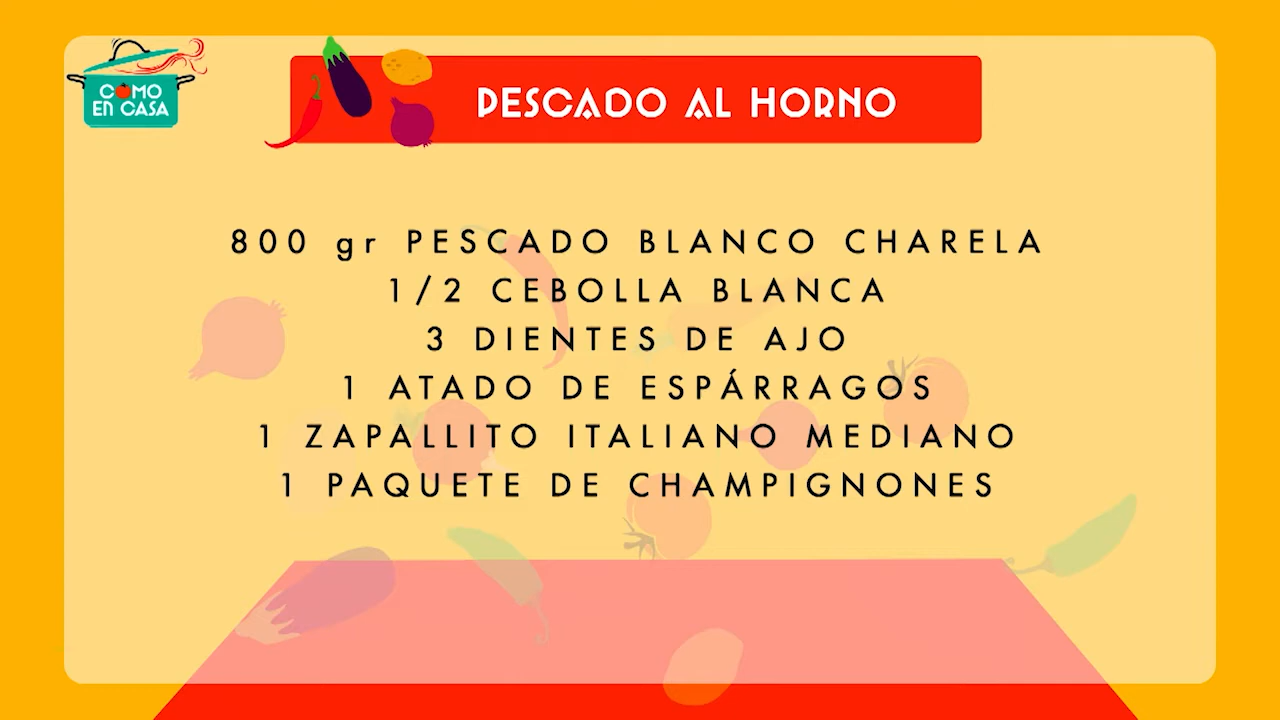 COMO
EN CASA
PESCADO AL HORNO
800 gr PESCADO BLANCO CHARELA
1/2 CEBOLLA BLANCA
3 DIENTES DE AJO
1 ATADO DE ESPÁRRAGOS
1 ZAPALLITO ITALIANO MEDIANO
1 PAQUETE DE CHAMPIGNONES